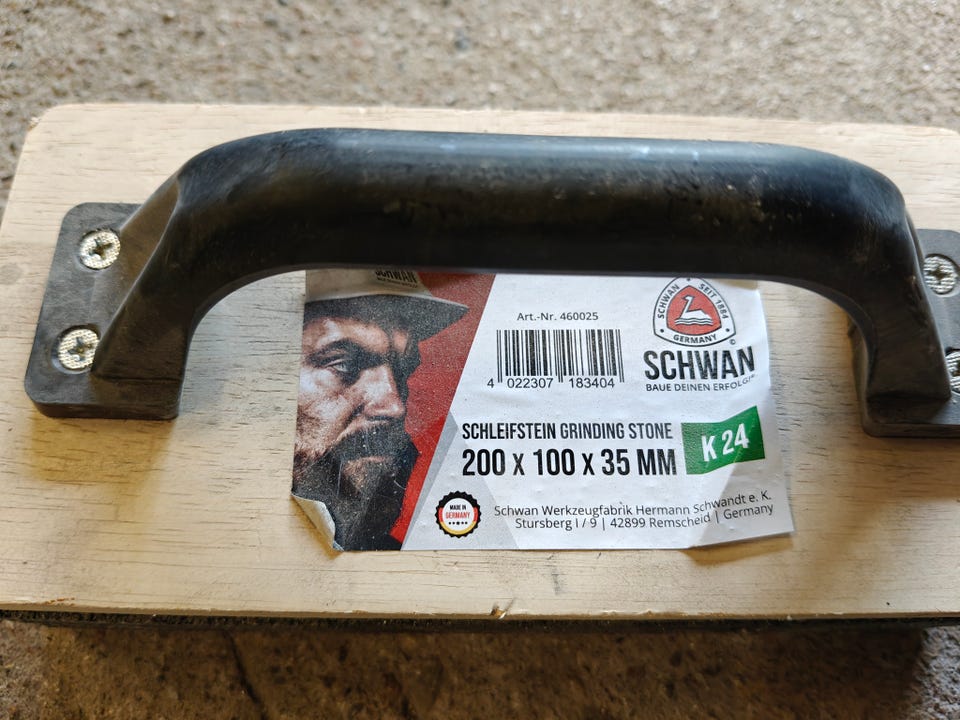 SCHWAN
Art.-Nr. 460025
4 022307 183404
SCHWAN SEIT 1884
GERMANY
SCHWAN
BAUE DEINEN ERFOLG!
SCHLEIFSTEIN GRINDING STONE
200 x 100 x 35 MM
K 24
MADE IN
GERMANY
Schwan Werkzeugfabrik Hermann Schwandt e. K.
Stursberg I / 9 | 42899 Remscheid | Germany